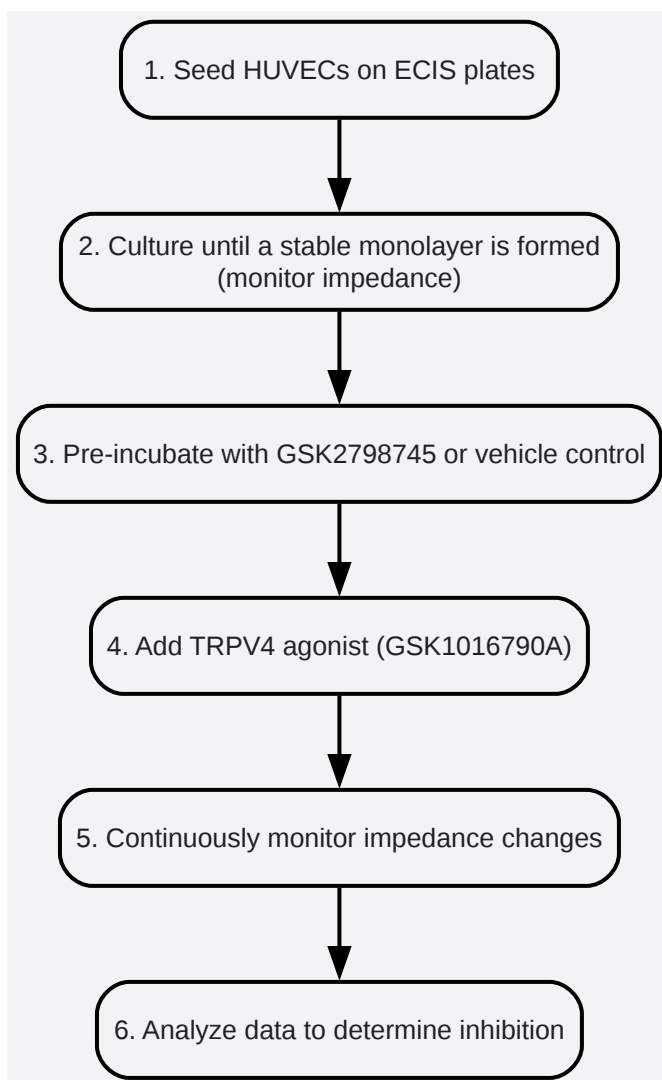 1. Seed HUVECs on ECIS plates
2. Culture until a stable monolayer is formed
(monitor impedance)
3. Pre-incubate with GSK2798745 or vehicle control
4. Add TRPV4 agonist (GSK1016790A)
5. Continuously monitor impedance changes
6. Analyze data to determine inhibition